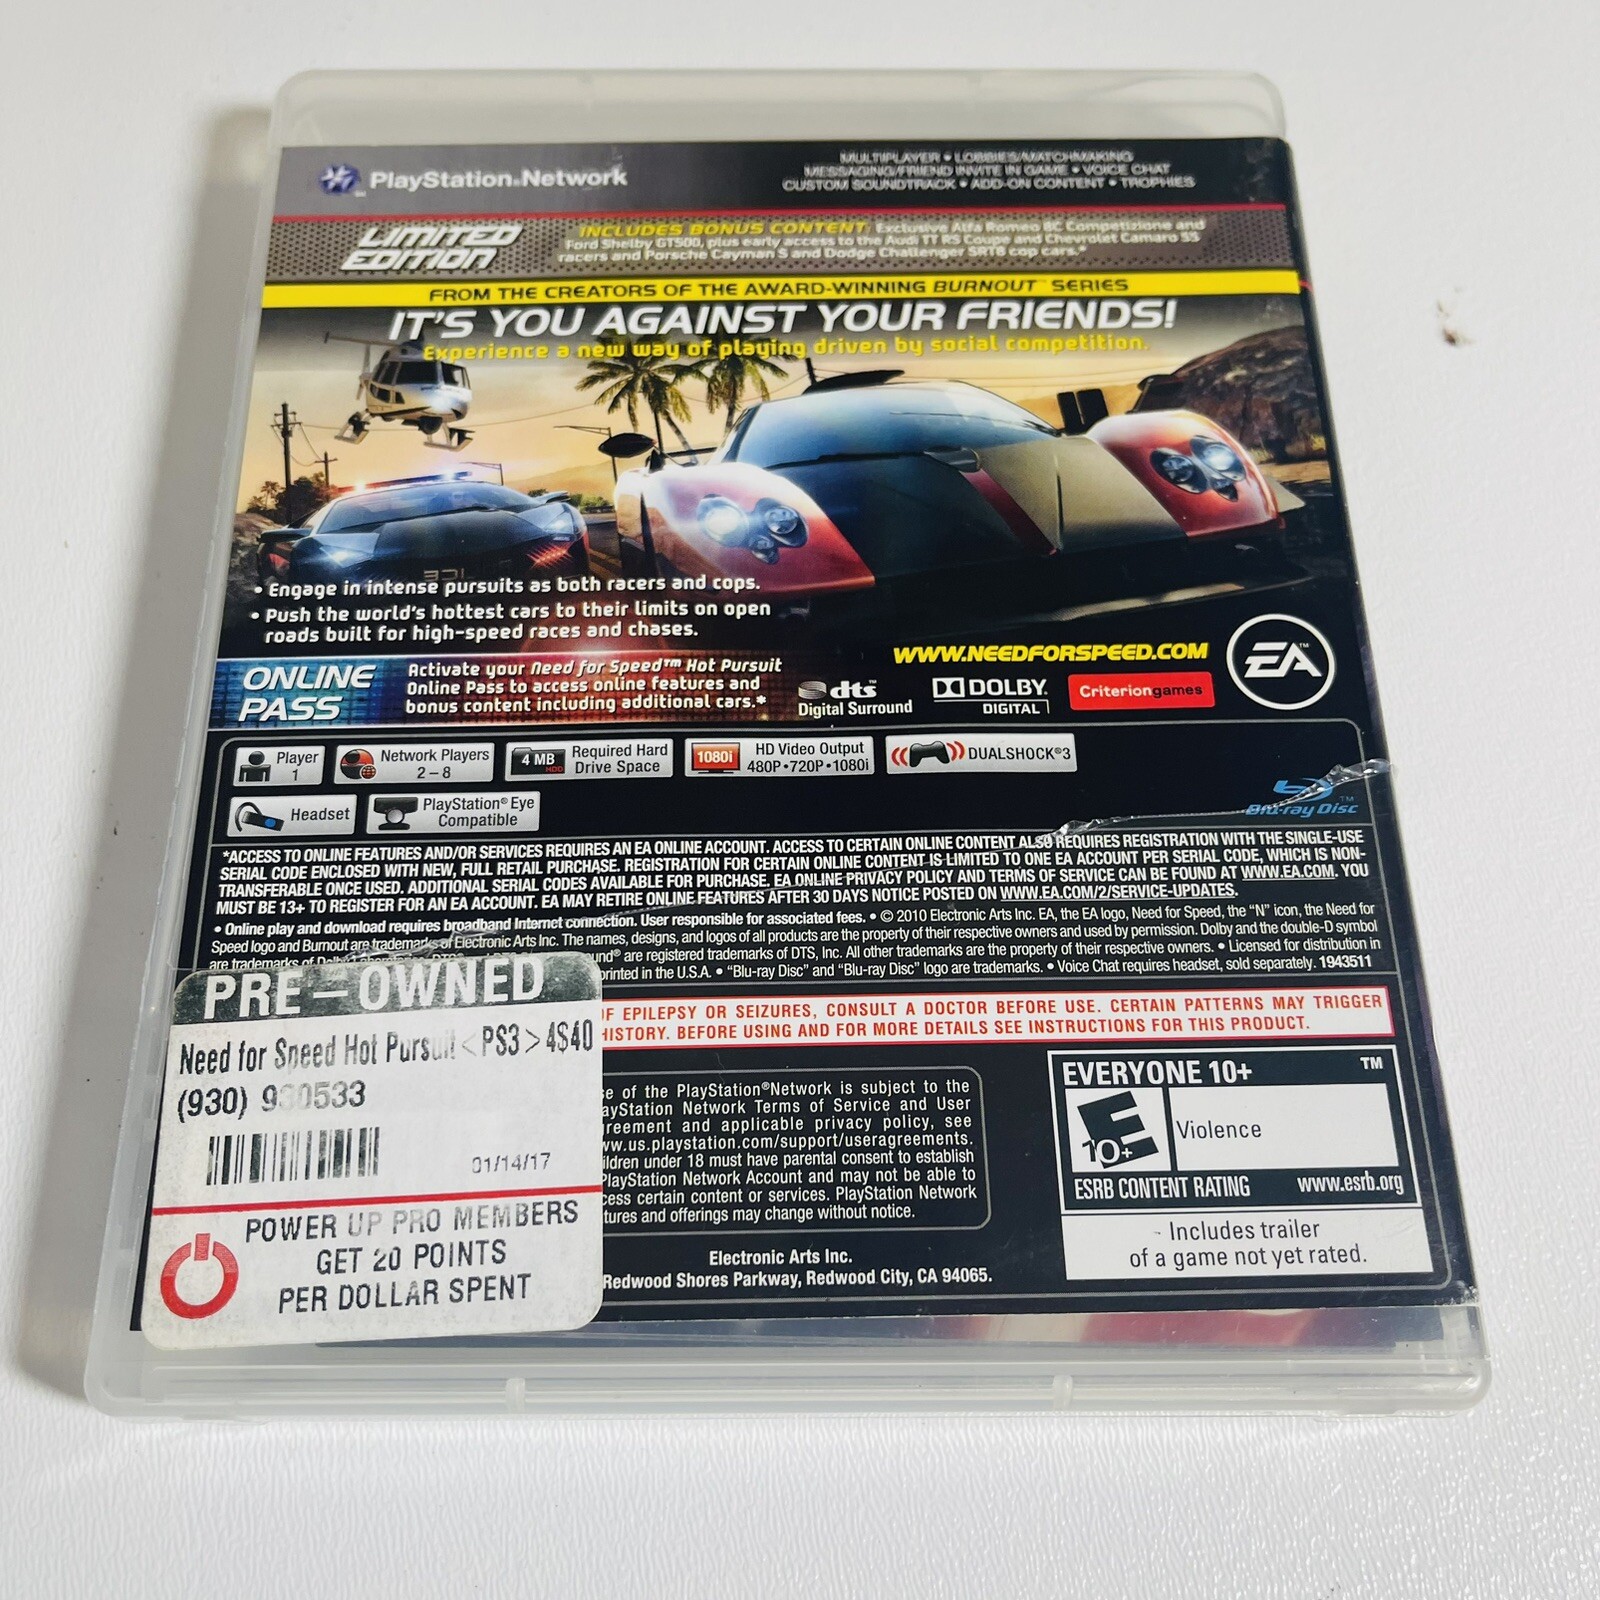 PlayStation®Network
MULTIPLAYER • LOBBIES/MATCHMAKING
MESSAGING/FRIEND INVITE IN GAME • VOICE CHAT
CUSTOM SOUNDTRACK • ADD-ON CONTENT • TROPHIES
LIMITED
EDITION
INCLUDES BONUS CONTENT: Exclusive Alfa Romeo 8C Competizione and
Ford Shelby GT500, plus early access to the Audi TT RS Coupe and Chevrolet Camaro SS
racers and Porsche Cayman S and Dodge Challenger SRT8 cop cars.*
FROM THE CREATORS OF THE AWARD-WINNING BURNOUT™ SERIES
IT'S YOU AGAINST YOUR FRIENDS!
Experience a new way of playing driven by social competition.
• Engage in intense pursuits as both racers and cops.
• Push the world's hottest cars to their limits on open
roads built for high-speed races and chases.
ONLINE
PASS
Activate your Need for Speed™ Hot Pursuit
Online Pass to access online features and
bonus content including additional cars.*
WWW.NEEDFORSPEED.COM
dts™
Digital Surround
DOLBY.
DIGITAL
Criteriongames
EA™
Player
1
Network Players
2-8
4 MB
HDD
Required Hard
Drive Space
1080i
HD Video Output
480P•720P•1080i
DUALSHOCK®3
Headset
PlayStation®Eye
Compatible
Blu-ray Disc™
*ACCESS TO ONLINE FEATURES AND/OR SERVICES REQUIRES AN EA ONLINE ACCOUNT. ACCESS TO CERTAIN ONLINE CONTENT ALSO REQUIRES REGISTRATION WITH THE SINGLE-USE
SERIAL CODE ENCLOSED WITH NEW, FULL RETAIL PURCHASE. REGISTRATION FOR CERTAIN ONLINE CONTENT IS LIMITED TO ONE EA ACCOUNT PER SERIAL CODE, WHICH IS NON-
TRANSFERABLE ONCE USED. ADDITIONAL SERIAL CODES AVAILABLE FOR PURCHASE. EA ONLINE PRIVACY POLICY AND TERMS OF SERVICE CAN BE FOUND AT WWW.EA.COM. YOU
MUST BE 13+ TO REGISTER FOR AN EA ACCOUNT. EA MAY RETIRE ONLINE FEATURES AFTER 30 DAYS NOTICE POSTED ON WWW.EA.COM/2/SERVICE-UPDATES.
• Online play and download requires broadband Internet connection. User responsible for associated fees. • © 2010 Electronic Arts Inc. EA, the EA logo, Need for Speed, the "N" icon, the Need for
Speed logo and Burnout are trademarks of Electronic Arts Inc. The names, designs, and logos of all products are the property of their respective owners and used by permission. Dolby and the double-D symbol
are trademarks of ® are registered trademarks of DTS, Inc. All other trademarks are the property of their respective owners. • Licensed for distribution in
printed in the U.S.A. • "Blu-ray Disc" and "Blu-ray Disc" logo are trademarks. • Voice Chat requires headset, sold separately. 1943511
OF EPILEPSY OR SEIZURES, CONSULT A DOCTOR BEFORE USE. CERTAIN PATTERNS MAY TRIGGER
HISTORY. BEFORE USING AND FOR MORE DETAILS SEE INSTRUCTIONS FOR THIS PRODUCT.
PRE-OWNED
Need for Speed Hot Pursuit <PS3> 4$40
(930) 930533
01/14/17
POWER UP PRO MEMBERS
GET 20 POINTS
PER DOLLAR SPENT
of the PlayStation®Network is subject to the
PlayStation Network Terms of Service and User
and applicable privacy policy, see
www.us.playstation.com/support/useragreements.
under 18 must have parental consent to establish
PlayStation Network Account and may not be able to
certain content or services. PlayStation Network
and offerings may change without notice.
Electronic Arts Inc.
Redwood Shores Parkway, Redwood City, CA 94065.
EVERYONE 10+ ™
E
10+
Violence
ESRB CONTENT RATING www.esrb.org
Includes trailer
of a game not yet rated.